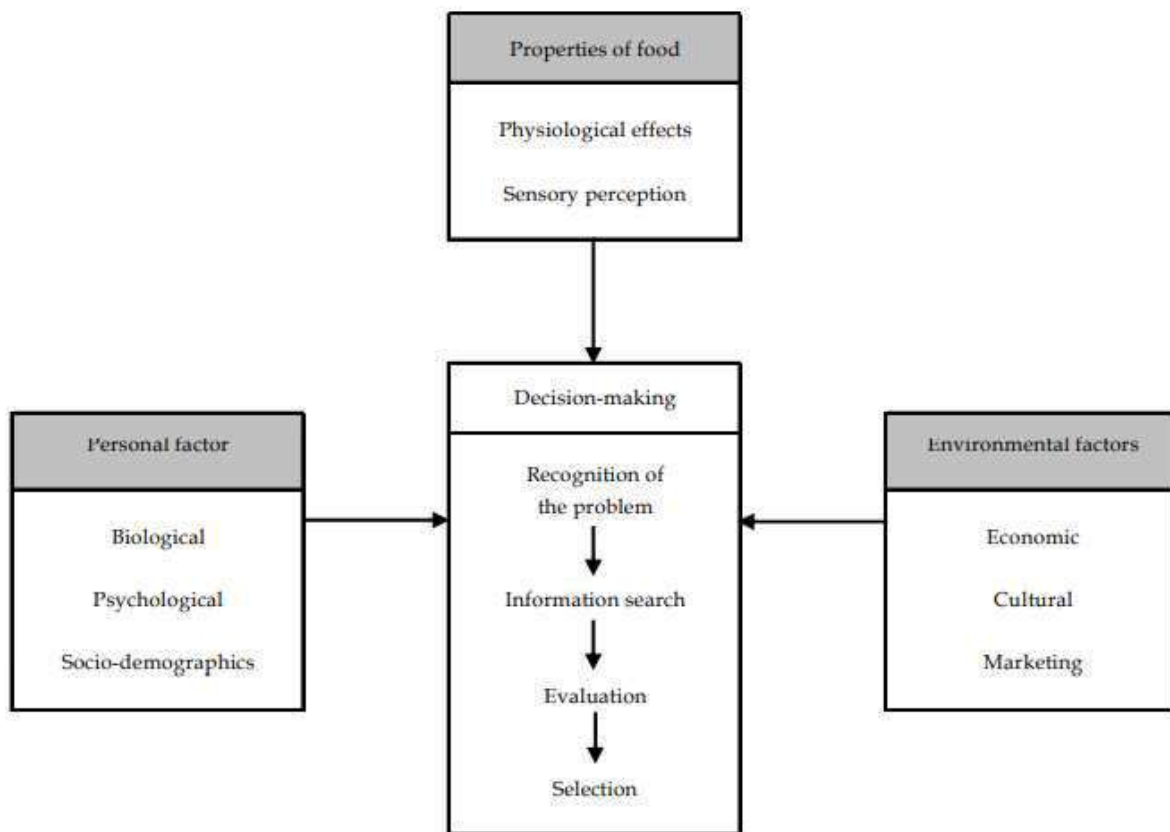 Properties of food
Physiological effects
Sensory perception
Decision-making
Recognition of
the problem
Information search
Evaluation
Selection
Personal factor
Biological
Psychological
Socio-demographics
Environmental factors
Economic
Cultural
Marketing